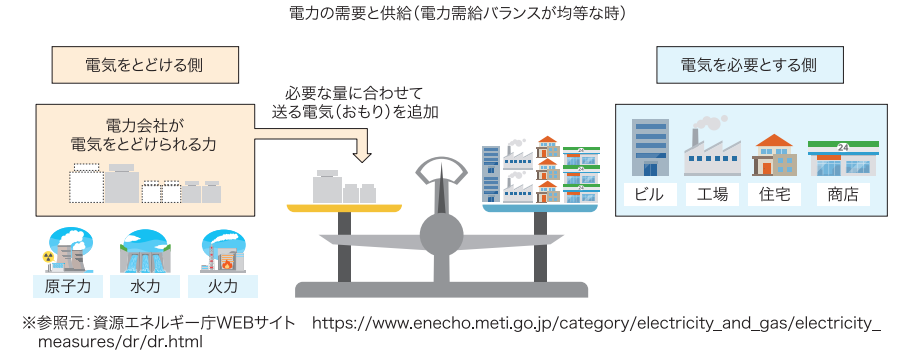 電力の需要と供給（電力需給バランスが均等な時）
電気をとどける側
電気を必要とする側
必要な量に合わせて
送る電気（おもり）を追加
電力会社が
電気をとどけられる力
24
24
24
24
ビル
工場
住宅
商店
原子力
水力
火力
※参照元：資源エネルギー庁WEBサイト　https://www.enecho.meti.go.jp/category/electricity_and_gas/electricity_
measures/dr/dr.html